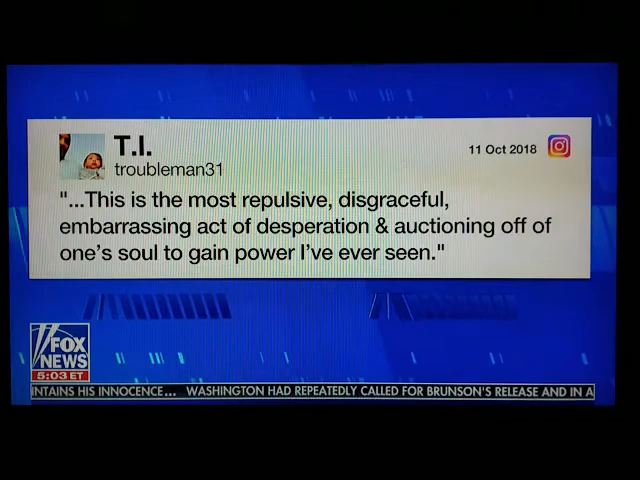 T.I.
troubleman31
11 Oct 2018
"...This is the most repulsive, disgraceful,
embarrassing act of desperation & auctioning off of
one's soul to gain power I've ever seen."
FOX
NEWS
5:03 ET
INTAINS HIS INNOCENCE... WASHINGTON HAD REPEATEDLY CALLED FOR BRUNSON'S RELEASE AND IN A